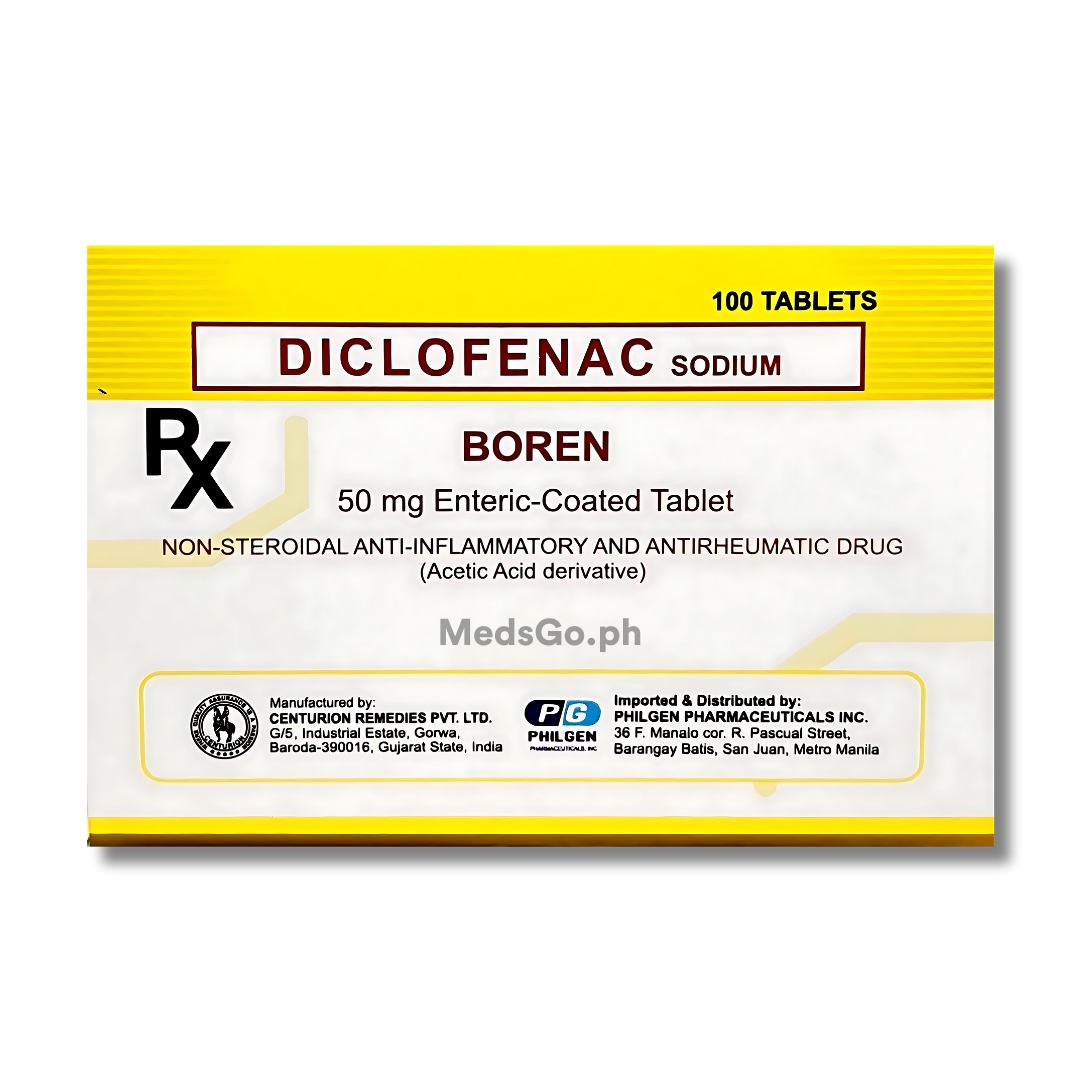 100 TABLETS
DICLOFENAC SODIUM
Rx
BOREN
50 mg Enteric-Coated Tablet
NON-STEROIDAL ANTI-INFLAMMATORY AND ANTIRHEUMATIC DRUG
(Acetic Acid derivative)
MedsGo.ph
CENTURION
Manufactured by:
CENTURION REMEDIES PVT. LTD.
G/5, Industrial Estate, Gorwa,
Baroda-390016, Gujarat State, India
PG
PHILGEN
PHARMACEUTICALS, INC
Imported & Distributed by:
PHILGEN PHARMACEUTICALS INC.
36 F. Manalo cor. R. Pascual Street,
Barangay Batis, San Juan, Metro Manila